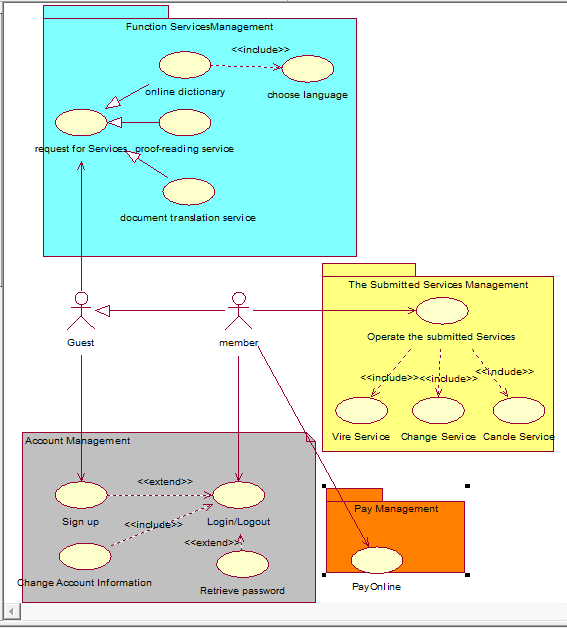 Function ServicesManagement
<<include>>
online dictionary
choose language
request for Services
proof-reading service
document translation service
The Submitted Services Management
Guest
member
Operate the submitted Services
<<include>>
<<include>>
<<include>>
Vire Service
Change Service
Cancle Service
Account Management
<<extend>>
Sign up
Login/Logout
<<include>>
<<extend>>
Change Account Information
Retrieve password
Pay Management
PayOnline